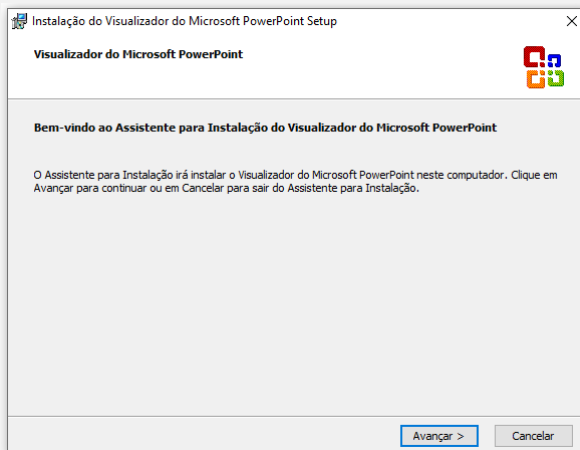 Instalação do Visualizador do Microsoft PowerPoint Setup
Visualizador do Microsoft PowerPoint
Bem-vindo ao Assistente para Instalação do Visualizador do Microsoft PowerPoint
O Assistente para Instalação irá instalar o Visualizador do Microsoft PowerPoint neste computador. Clique em
Avançar para continuar ou em Cancelar para sair do Assistente para Instalação.
Avançar >
Cancelar